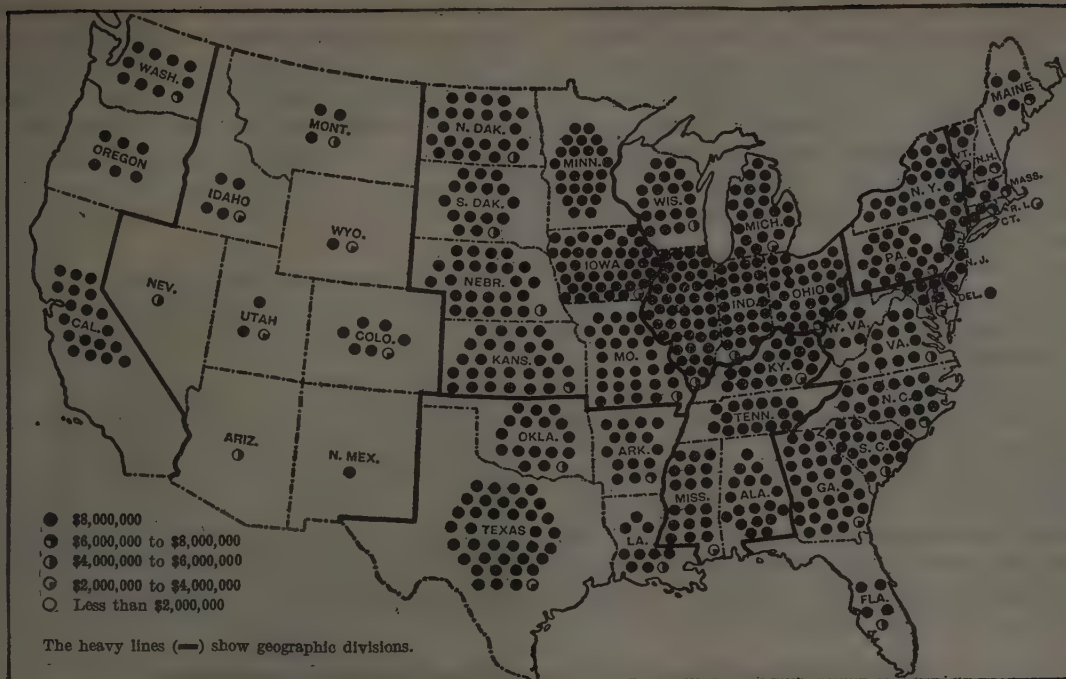 WASH.
MONT.
N. DAK.
MINN.
MAINE
OREGON
IDAHO
S. DAK.
WIS.
MICH.
N. Y.
VT.
N.H.
MASS.
R. I.
CT.
WYO.
NEBR.
IOWA
PA.
N. J.
NEV.
UTAH
COLO.
CAL.
KANS.
MO.
IND.
OHIO
DEL.
W. VA.
VA.
KY.
ARIZ.
N. MEX.
OKLA.
ARK.
TENN.
N. C.
S. C.
TEXAS
LA.
MISS.
ALA.
GA.
FLA.
$8,000,000
$6,000,000 to $8,000,000
$4,000,000 to $6,000,000
$2,000,000 to $4,000,000
Less than $2,000,000
The heavy lines (━) show geographic divisions.